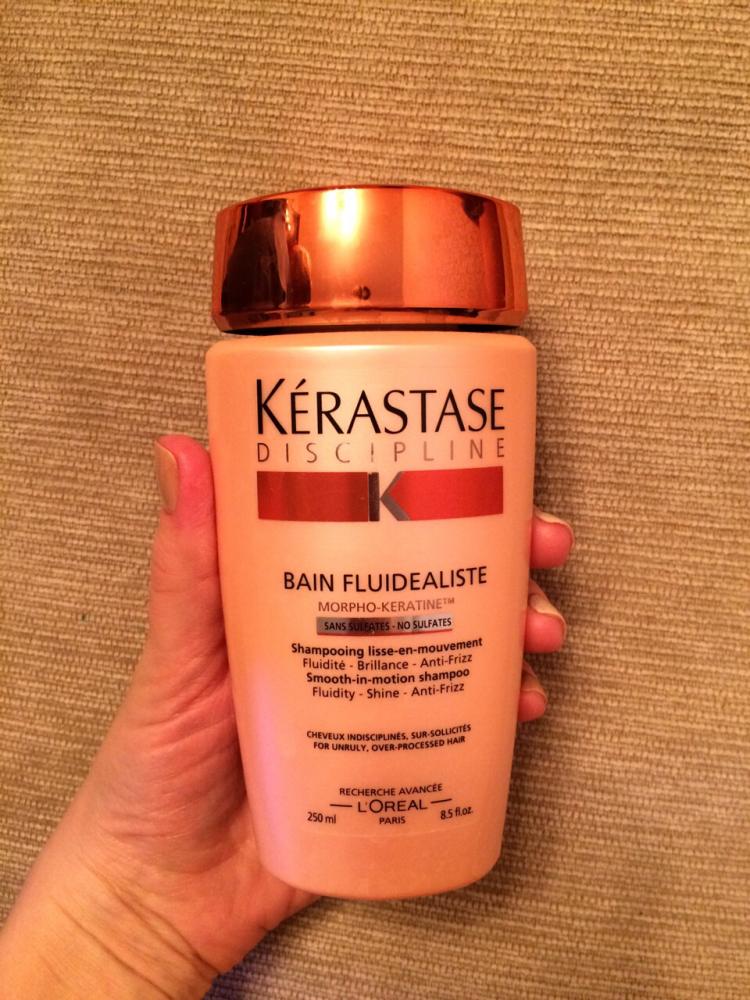 KÉRASTASE
DISCIPLINE
K
BAIN FLUIDEALISTE
MORPHO-KERATINE™
SANS SULFATES - NO SULFATES
Shampooing lisse-en-mouvement
Fluidité - Brillance - Anti-Frizz
Smooth-in-motion shampoo
Fluidity - Shine - Anti-Frizz
CHEVEUX INDISCIPLINÉS, SUR-SOLLICITÉS
FOR UNRULY, OVER-PROCESSED HAIR
RECHERCHE AVANCÉE
L'ORÉAL
250 ml PARIS 8.5 fl.oz.